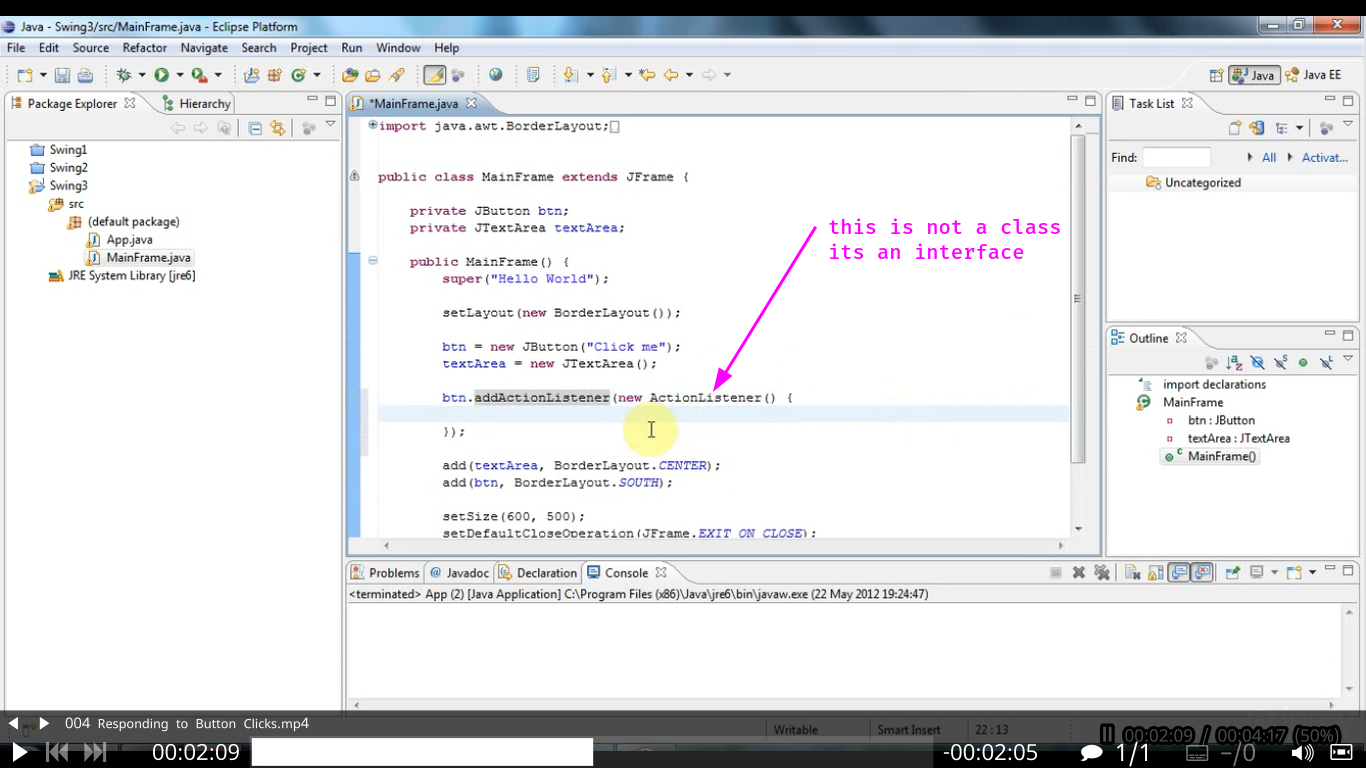 Java - Swing3/src/MainFrame.java - Eclipse Platform
File Edit Source Refactor Navigate Search Project Run Window Help
Java Java EE
Package Explorer Hierarchy
Swing1
Swing2
Swing3
src
(default package)
App.java
MainFrame.java
JRE System Library [jre6]
*MainFrame.java
import java.awt.BorderLayout;
public class MainFrame extends JFrame {
private JButton btn;
private JTextArea textArea;
public MainFrame() {
super("Hello World");
setLayout(new BorderLayout());
btn = new JButton("Click me");
textArea = new JTextArea();
btn.addActionListener(new ActionListener() {
});
add(textArea, BorderLayout.CENTER);
add(btn, BorderLayout.SOUTH);
setSize(600, 500);
setDefaultCloseOperation(JFrame.EXIT_ON_CLOSE);
this is not a class
its an interface
Task List
Find: All Activat...
Uncategorized
Outline
import declarations
MainFrame
btn : JButton
textArea : JTextArea
MainFrame()
Problems Javadoc Declaration Console
<terminated> App (2) [Java Application] C:\Program Files (x86)\Java\jre6\bin\javaw.exe (22 May 2012 19:24:47)
Writable Smart Insert 22 : 13
004 Responding to Button Clicks.mp4
00:02:09 / 00:04:17 (50%)
00:02:09 -00:02:05 1/1 −/0